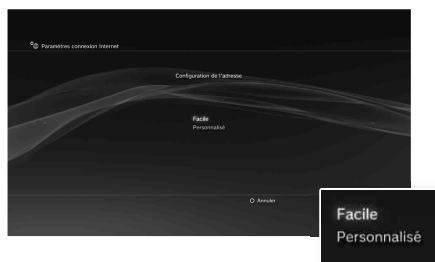 Paramètres connexion Internet
Configuration de l'adresse
Facile
Personnalisé
Annuler
Facile
Personnalisé